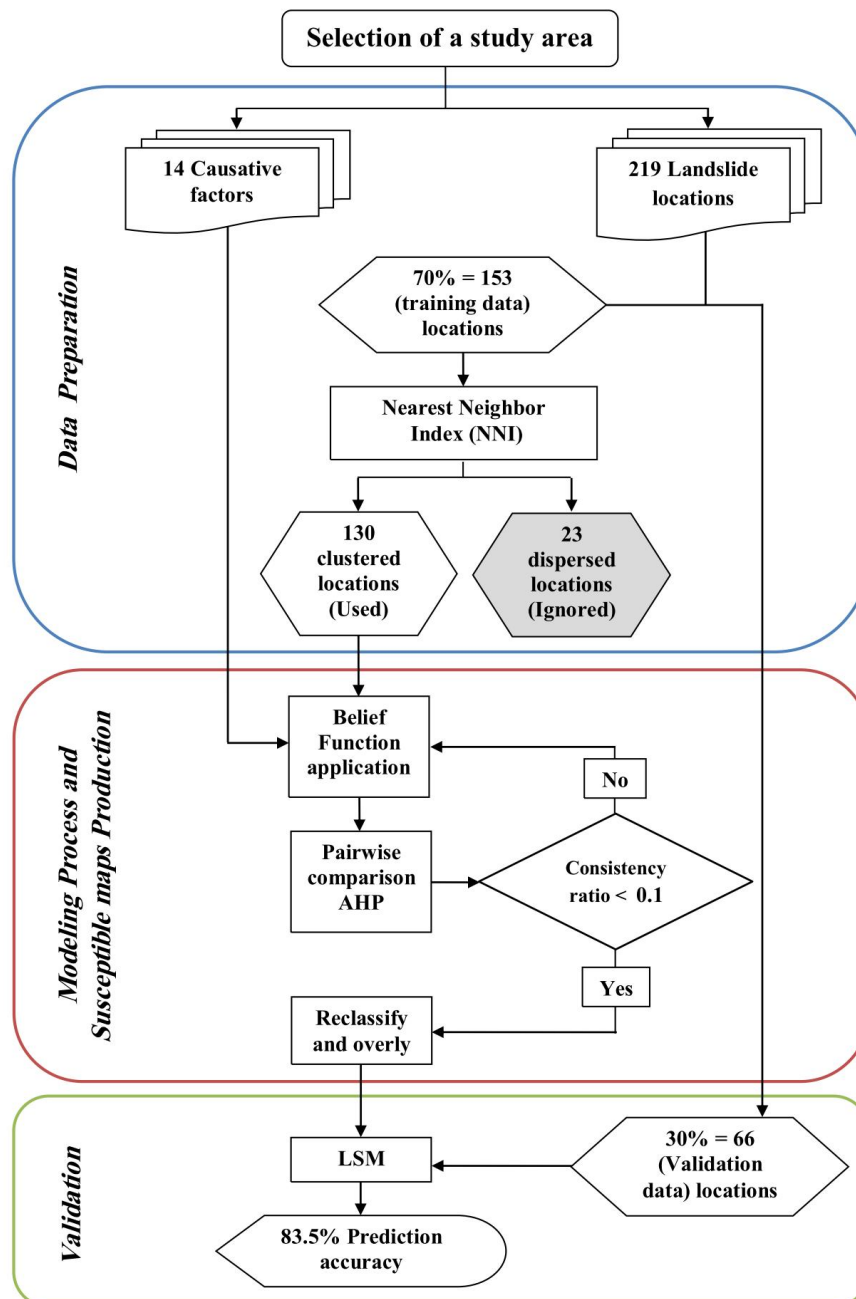 Selection of a study area
14 Causative
factors
219 Landslide
locations
Data Preparation
70% = 153
(training data)
locations
Nearest Neighbor
Index (NNI)
130
clustered
locations
(Used)
23
dispersed
locations
(Ignored)
Modeling Process and
Susceptible maps Production
Belief
Function
application
No
Pairwise
comparison
AHP
Consistency
ratio < 0.1
Yes
Reclassify
and overly
Validation
LSM
30% = 66
(Validation
data) locations
83.5% Prediction
accuracy